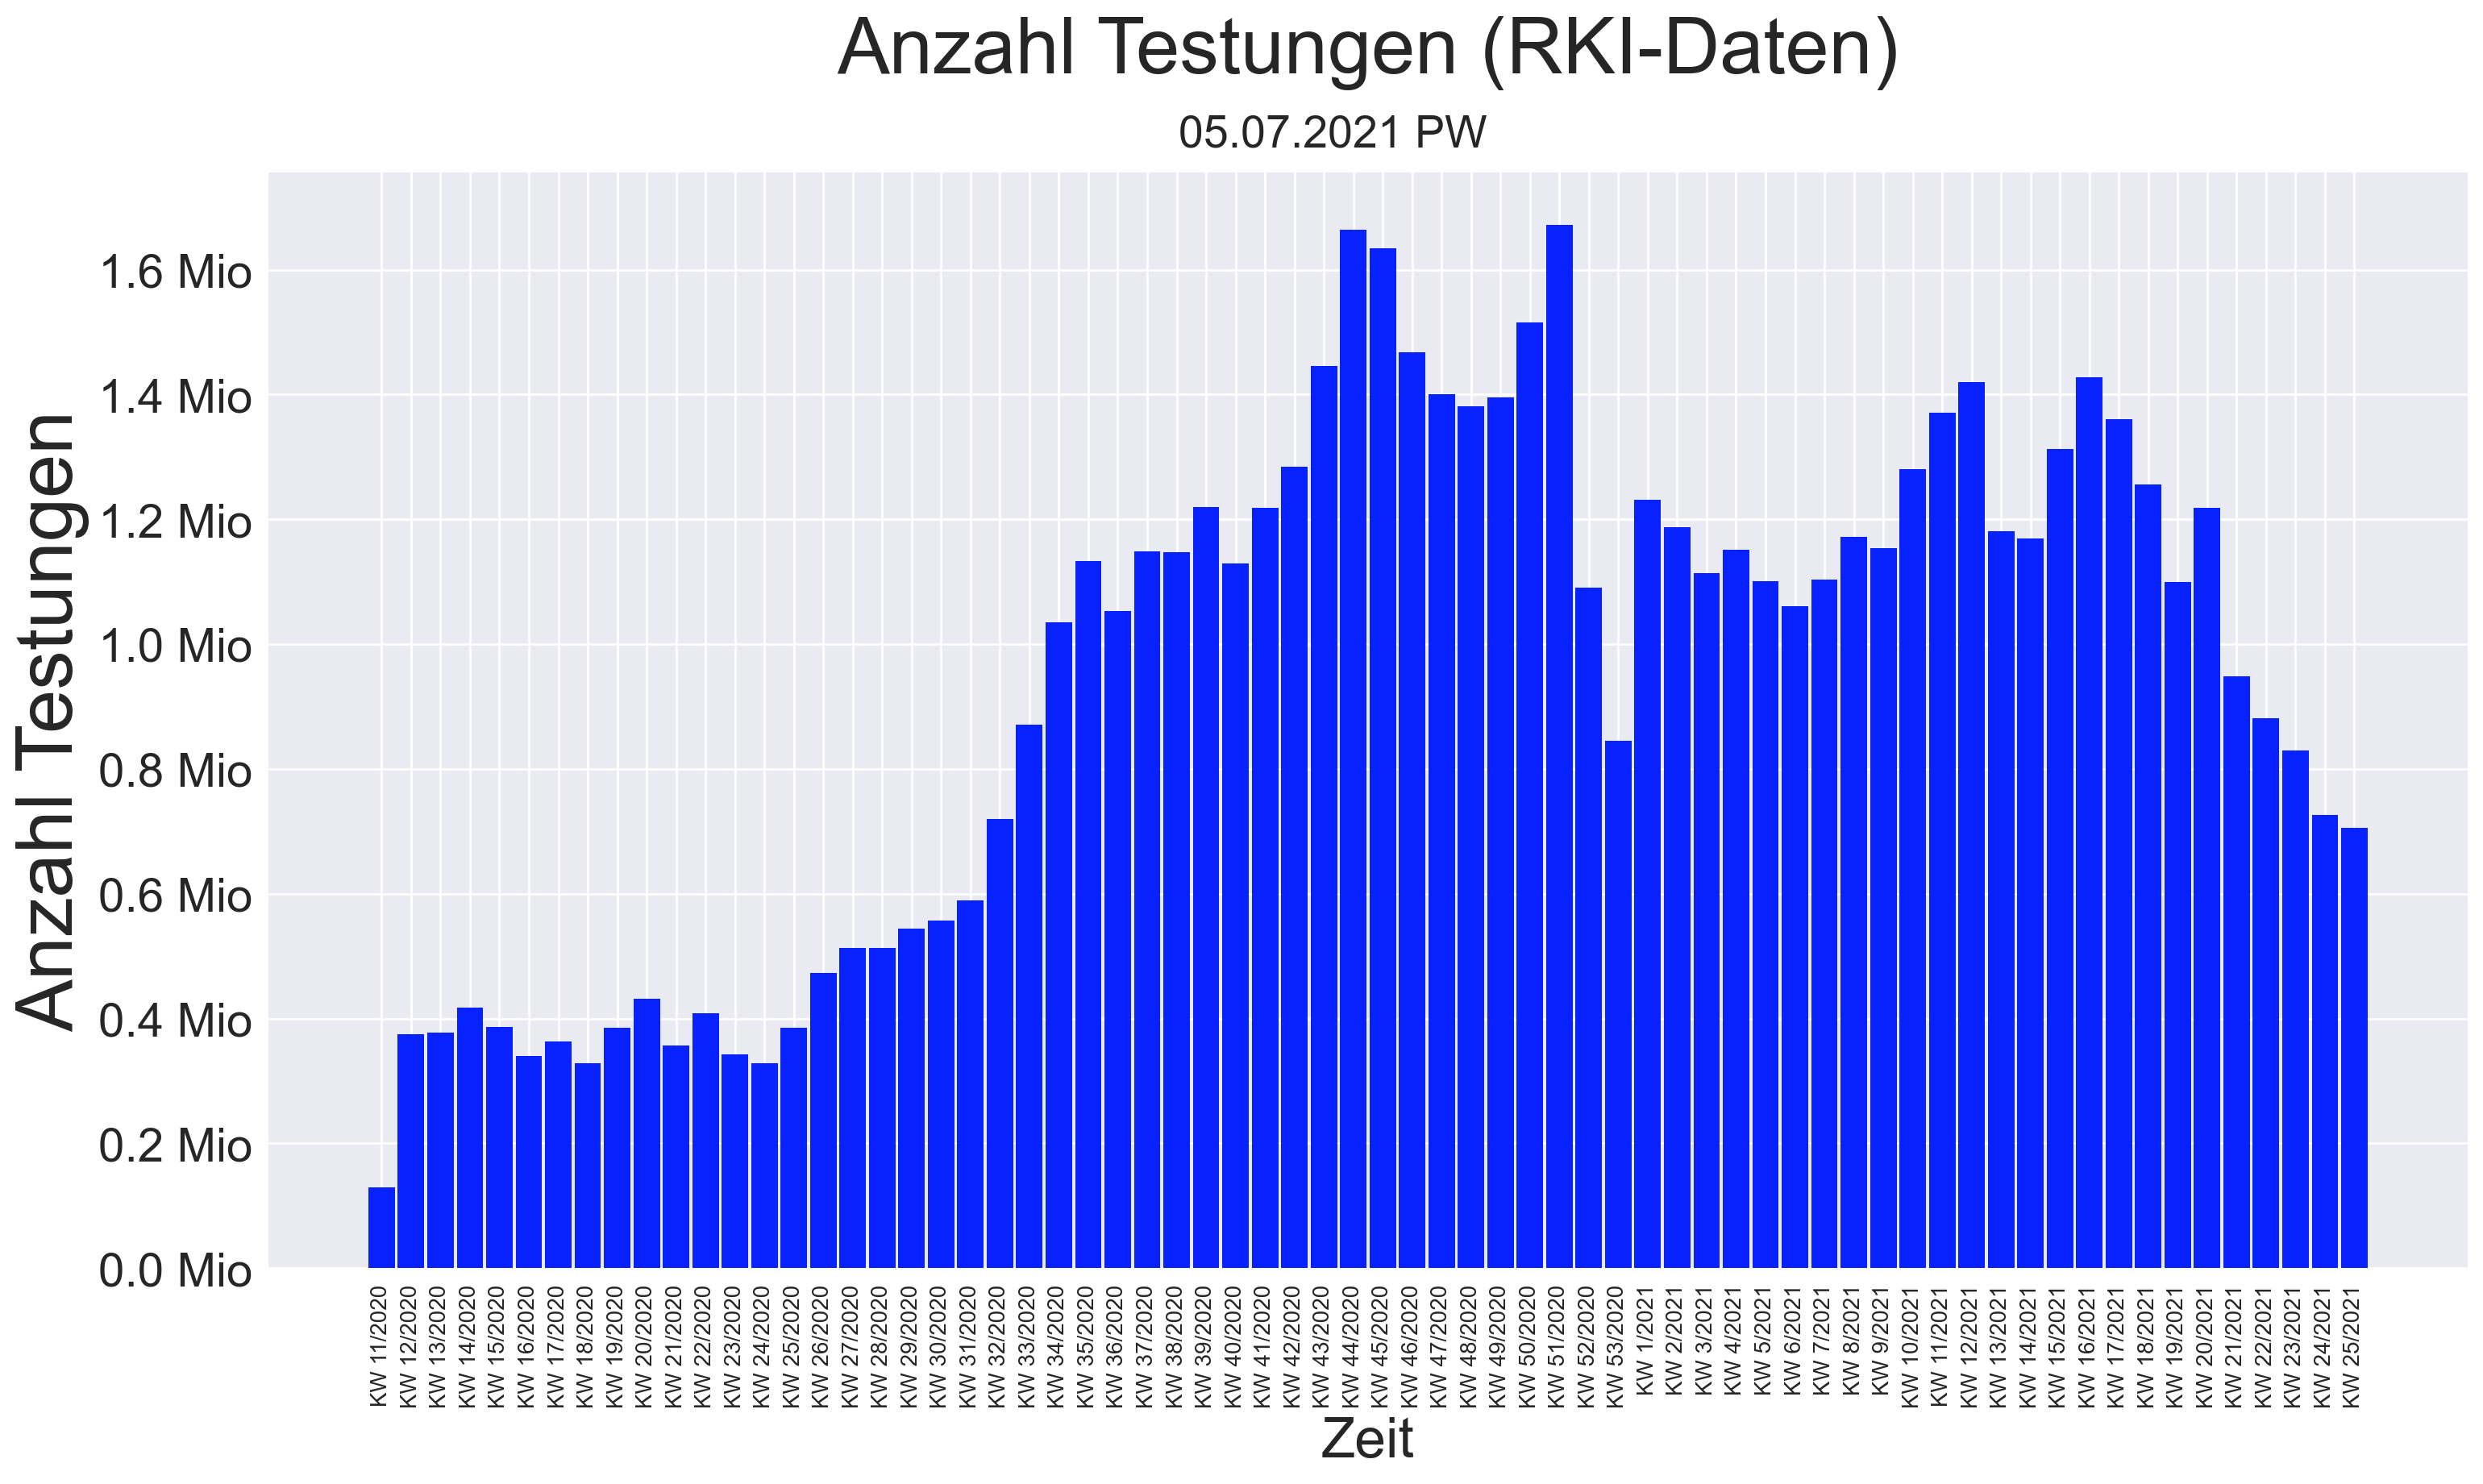 Anzahl Testungen (RKI-Daten)
05.07.2021 PW
Anzahl Testungen
1.6 Mio
1.4 Mio
1.2 Mio
1.0 Mio
0.8 Mio
0.6 Mio
0.4 Mio
0.2 Mio
0.0 Mio
KW 11/2020
KW 12/2020
KW 13/2020
KW 14/2020
KW 15/2020
KW 16/2020
KW 17/2020
KW 18/2020
KW 19/2020
KW 20/2020
KW 21/2020
KW 22/2020
KW 23/2020
KW 24/2020
KW 25/2020
KW 26/2020
KW 27/2020
KW 28/2020
KW 29/2020
KW 30/2020
KW 31/2020
KW 32/2020
KW 33/2020
KW 34/2020
KW 35/2020
KW 36/2020
KW 37/2020
KW 38/2020
KW 39/2020
KW 40/2020
KW 41/2020
KW 42/2020
KW 43/2020
KW 44/2020
KW 45/2020
KW 46/2020
KW 47/2020
KW 48/2020
KW 49/2020
KW 50/2020
KW 51/2020
KW 52/2020
KW 53/2020
KW 1/2021
KW 2/2021
KW 3/2021
KW 4/2021
KW 5/2021
KW 6/2021
KW 7/2021
KW 8/2021
KW 9/2021
KW 10/2021
KW 11/2021
KW 12/2021
KW 13/2021
KW 14/2021
KW 15/2021
KW 16/2021
KW 17/2021
KW 18/2021
KW 19/2021
KW 20/2021
KW 21/2021
KW 22/2021
KW 23/2021
KW 24/2021
KW 25/2021
Zeit